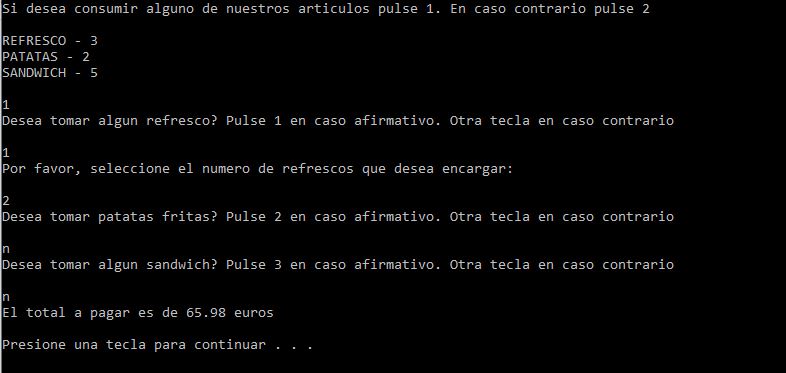 Si desea consumir alguno de nuestros articulos pulse 1. En caso contrario pulse 2
REFRESCO - 3
PATATAS - 2
SANDWICH - 5
1
Desea tomar algun refresco? Pulse 1 en caso afirmativo. Otra tecla en caso contrario
1
Por favor, seleccione el numero de refrescos que desea encargar:
2
Desea tomar patatas fritas? Pulse 2 en caso afirmativo. Otra tecla en caso contrario
n
Desea tomar algun sandwich? Pulse 3 en caso afirmativo. Otra tecla en caso contrario
n
El total a pagar es de 65.98 euros
Presione una tecla para continuar . . .